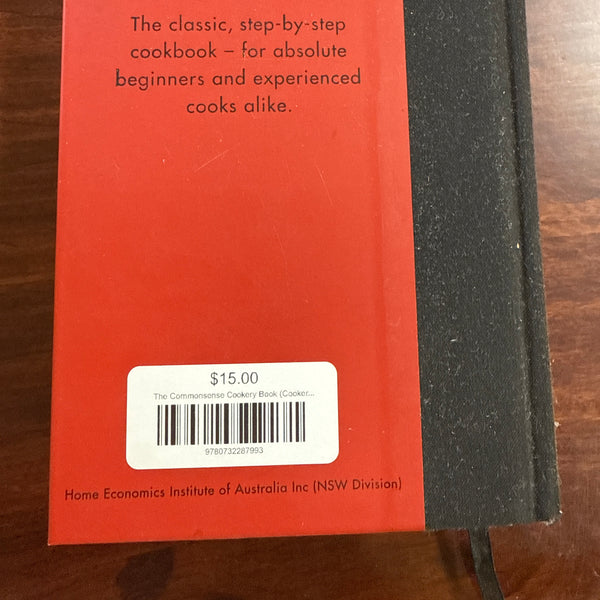 The classic, step-by-step
cookbook – for absolute
beginners and experienced
cooks alike.
$15.00
The Commonsense Cookery Book (Cooker...
9780732287993
Home Economics Institute of Australia Inc (NSW Division)